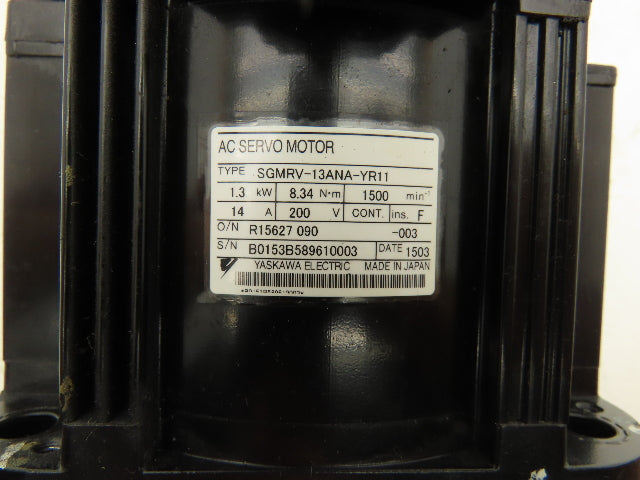 AC SERVO MOTOR
TYPE SGMRV-13ANA-YR11
1.3 kW 8.34 N·m 1500 min⁻¹
14 A 200 V CONT. ins. F
O/N R15627 090 -003
S/N B0153B589610003 DATE 1503
YASKAWA ELECTRIC MADE IN JAPAN